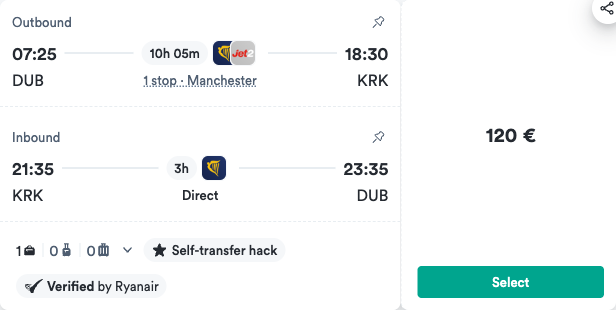 Outbound
07:25 10h 05m Jet2 18:30
DUB 1 stop · Manchester KRK
120 €
Inbound
21:35 3h 23:35
KRK Direct DUB
1 0 0 Self-transfer hack
Verified by Ryanair
Select